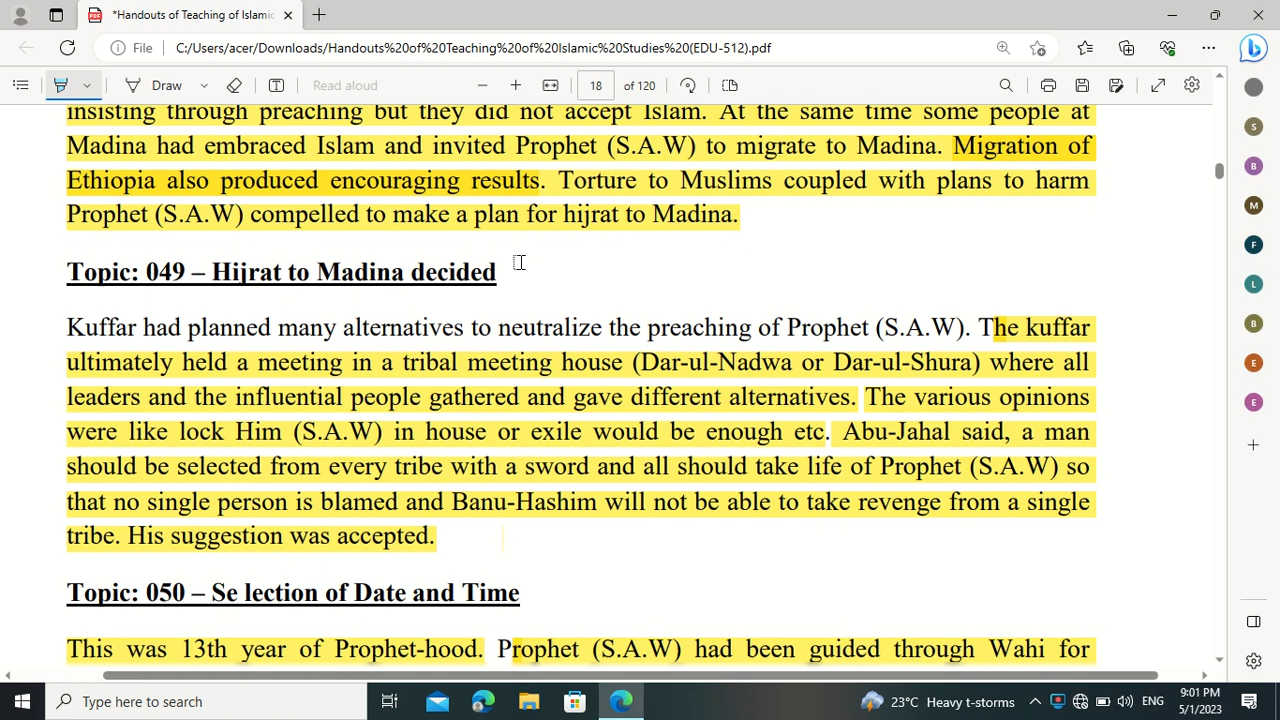 *Handouts of Teaching of Islamic
File
C:/Users/acer/Downloads/Handouts%20of%20Teaching%20of%20Islamic%20Studies%20(EDU-512).pdf
Draw
Read aloud
18 of 120
insisting through preaching but they did not accept Islam. At the same time some people at
Madina had embraced Islam and invited Prophet (S.A.W) to migrate to Madina. Migration of
Ethiopia also produced encouraging results. Torture to Muslims coupled with plans to harm
Prophet (S.A.W) compelled to make a plan for hijrat to Madina.
Topic: 049 – Hijrat to Madina decided
Kuffar had planned many alternatives to neutralize the preaching of Prophet (S.A.W). The kuffar
ultimately held a meeting in a tribal meeting house (Dar-ul-Nadwa or Dar-ul-Shura) where all
leaders and the influential people gathered and gave different alternatives. The various opinions
were like lock Him (S.A.W) in house or exile would be enough etc. Abu-Jahal said, a man
should be selected from every tribe with a sword and all should take life of Prophet (S.A.W) so
that no single person is blamed and Banu-Hashim will not be able to take revenge from a single
tribe. His suggestion was accepted.
Topic: 050 – Se lection of Date and Time
This was 13th year of Prophet-hood. Prophet (S.A.W) had been guided through Wahi for
S
B
M
F
L
B
E
E
Type here to search
23°C Heavy t-storms
ENG
9:01 PM
5/1/2023